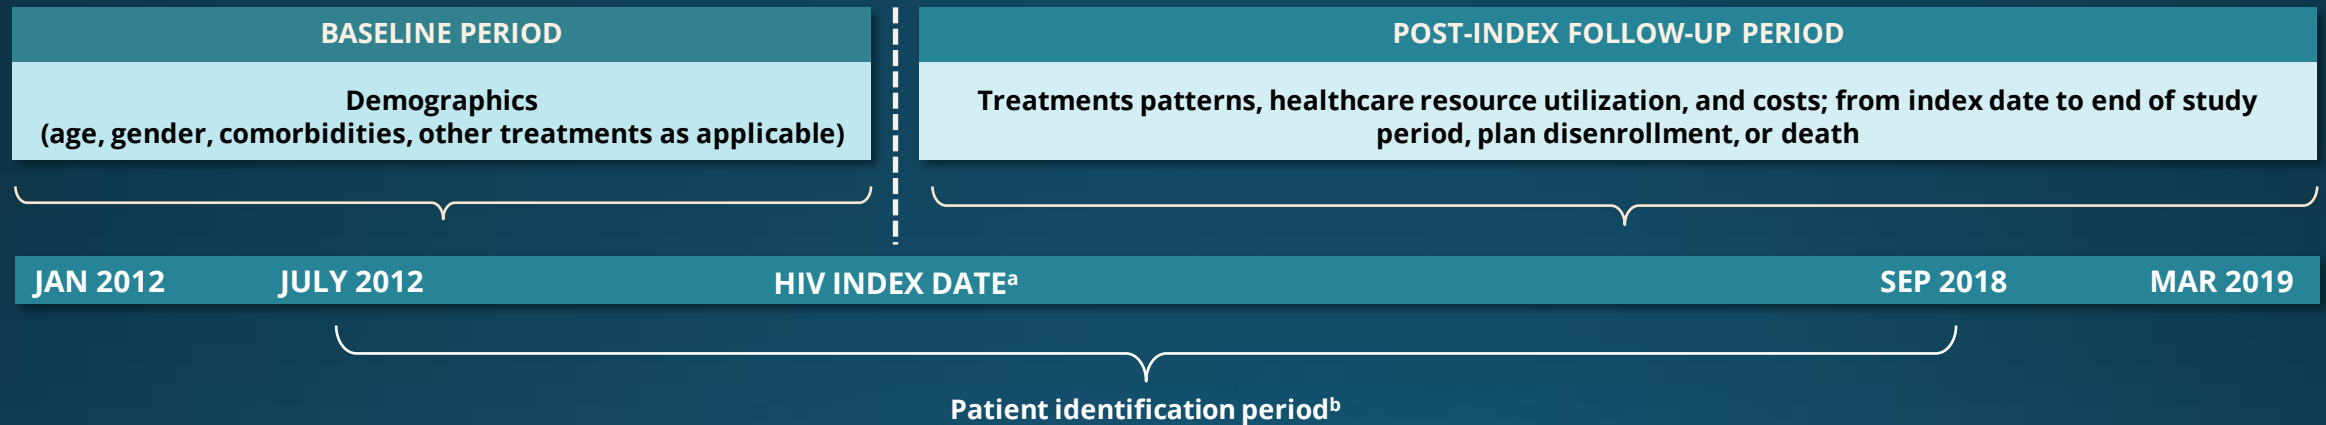 BASELINE PERIOD
Demographics
(age, gender, comorbidities, other treatments as applicable)
POST-INDEX FOLLOW-UP PERIOD
Treatments patterns, healthcare resource utilization, and costs; from index date to end of study
period, plan disenrollment, or death
JAN 2012
JULY 2012
HIV INDEX DATEᵃ
SEP 2018
MAR 2019
Patient identification periodᵇ